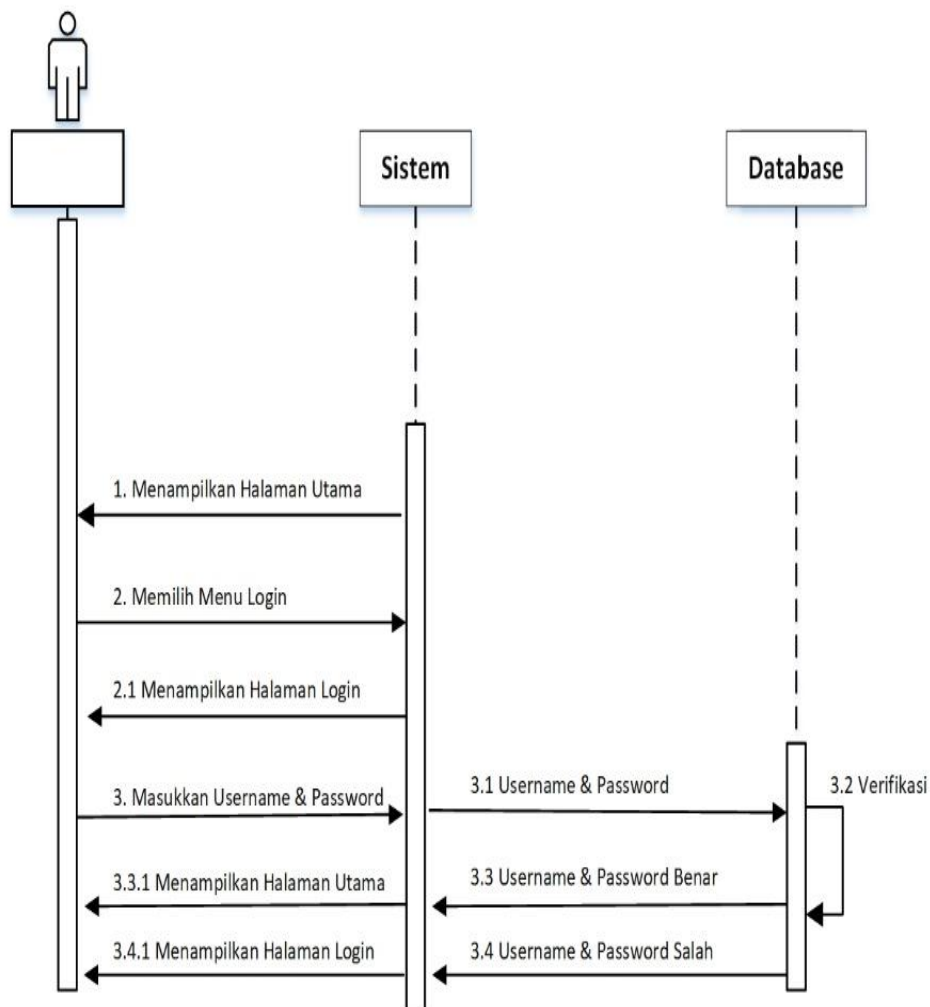 Sistem
Database
1. Menampilkan Halaman Utama
2. Memilih Menu Login
2.1 Menampilkan Halaman Login
3. Masukkan Username & Password
3.1 Username & Password
3.2 Verifikasi
3.3.1 Menampilkan Halaman Utama
3.3 Username & Password Benar
3.4.1 Menampilkan Halaman Login
3.4 Username & Password Salah